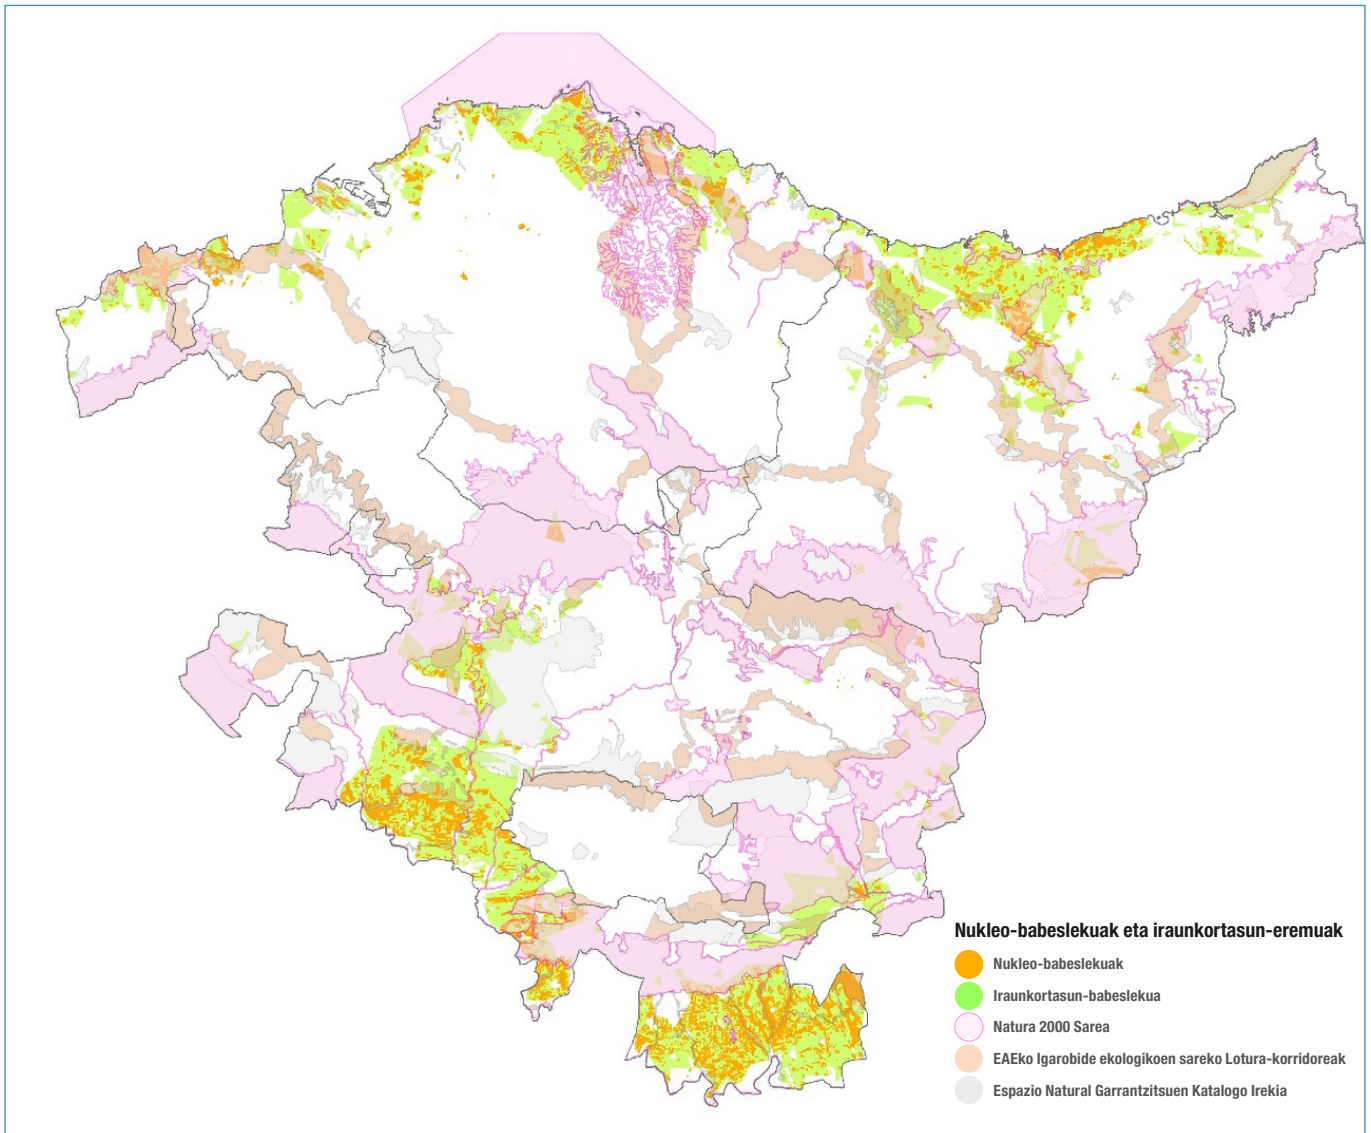 Nukleo-babeslekuak eta iraunkortasun-eremuak
Nukleo-babeslekuak
Iraunkortasun-babeslekua
Natura 2000 Sarea
EAEko Igarobide ekologikoen sareko Lotura-korridoreak
Espazio Natural Garrantzitsuen Katalogo Irekia